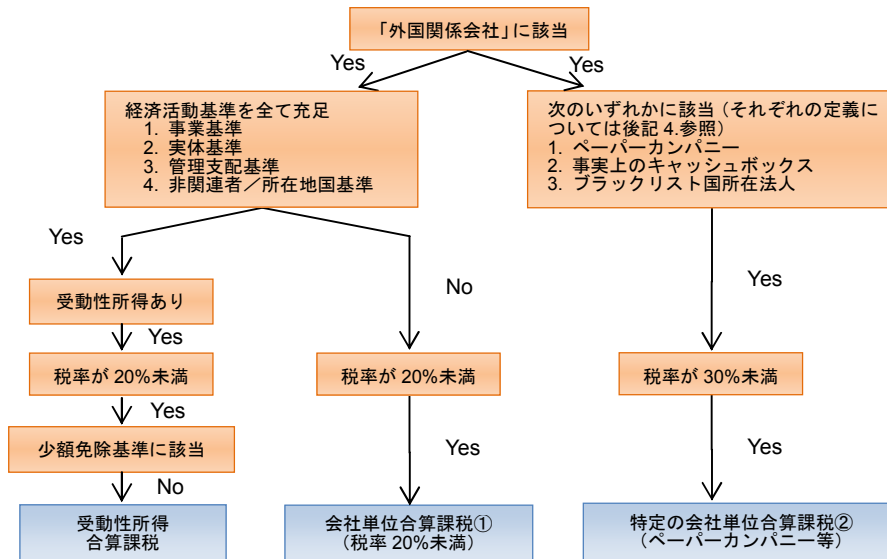 「外国関係会社」に該当
Yes
Yes
経済活動基準を全て充足
1. 事業基準
2. 実体基準
3. 管理支配基準
4. 非関連者／所在地国基準
次のいずれかに該当（それぞれの定義に
ついては後記 4.参照）
1. ペーパーカンパニー
2. 事実上のキャッシュボックス
3. ブラックリスト国所在法人
Yes
No
Yes
受動性所得あり
Yes
税率が 20%未満
税率が 20%未満
税率が 30%未満
Yes
Yes
Yes
少額免除基準に該当
No
受動性所得
合算課税
会社単位合算課税①
（税率 20%未満）
特定の会社単位合算課税②
（ペーパーカンパニー等）